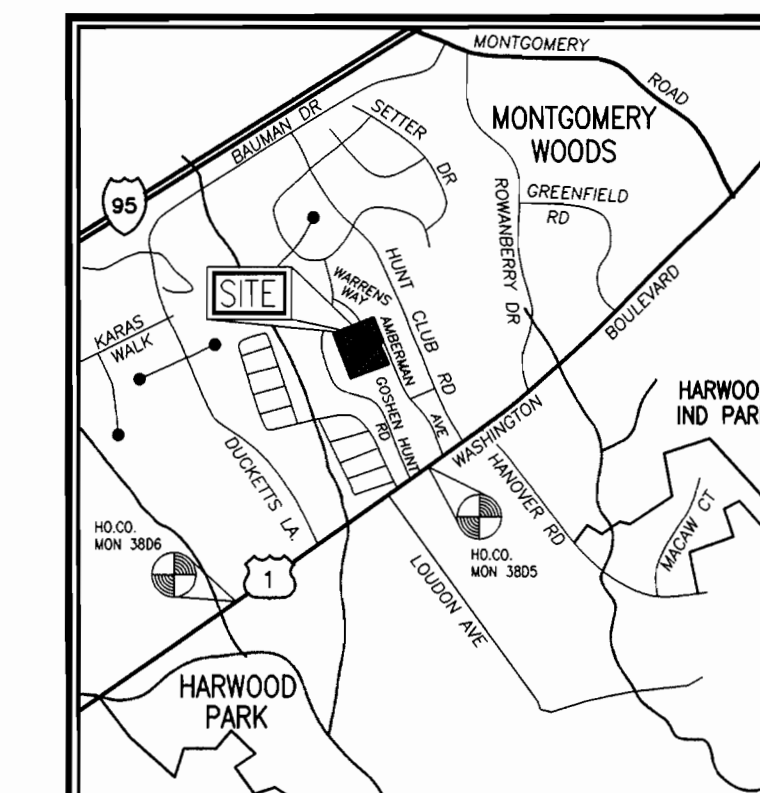 MONTGOMERY
ROAD
BAUMAN DR
SETTER
DR
MONTGOMERY
WOODS
95
ROWANBERRY DR
GREENFIELD
RD
HUNT CLUB RD
WARRENS
WAY
SITE
BOULEVARD
KARAS
WALK
AMBERMAN
AVE
GOSHEN HUNT
RD
WASHINGTON
DUCKETTS LA.
HANOVER RD
MACAW CT
HO.CO.
MON 38D6
HO.CO.
MON 38D5
1
LOUDON AVE
HARWOOD
PARK
IND